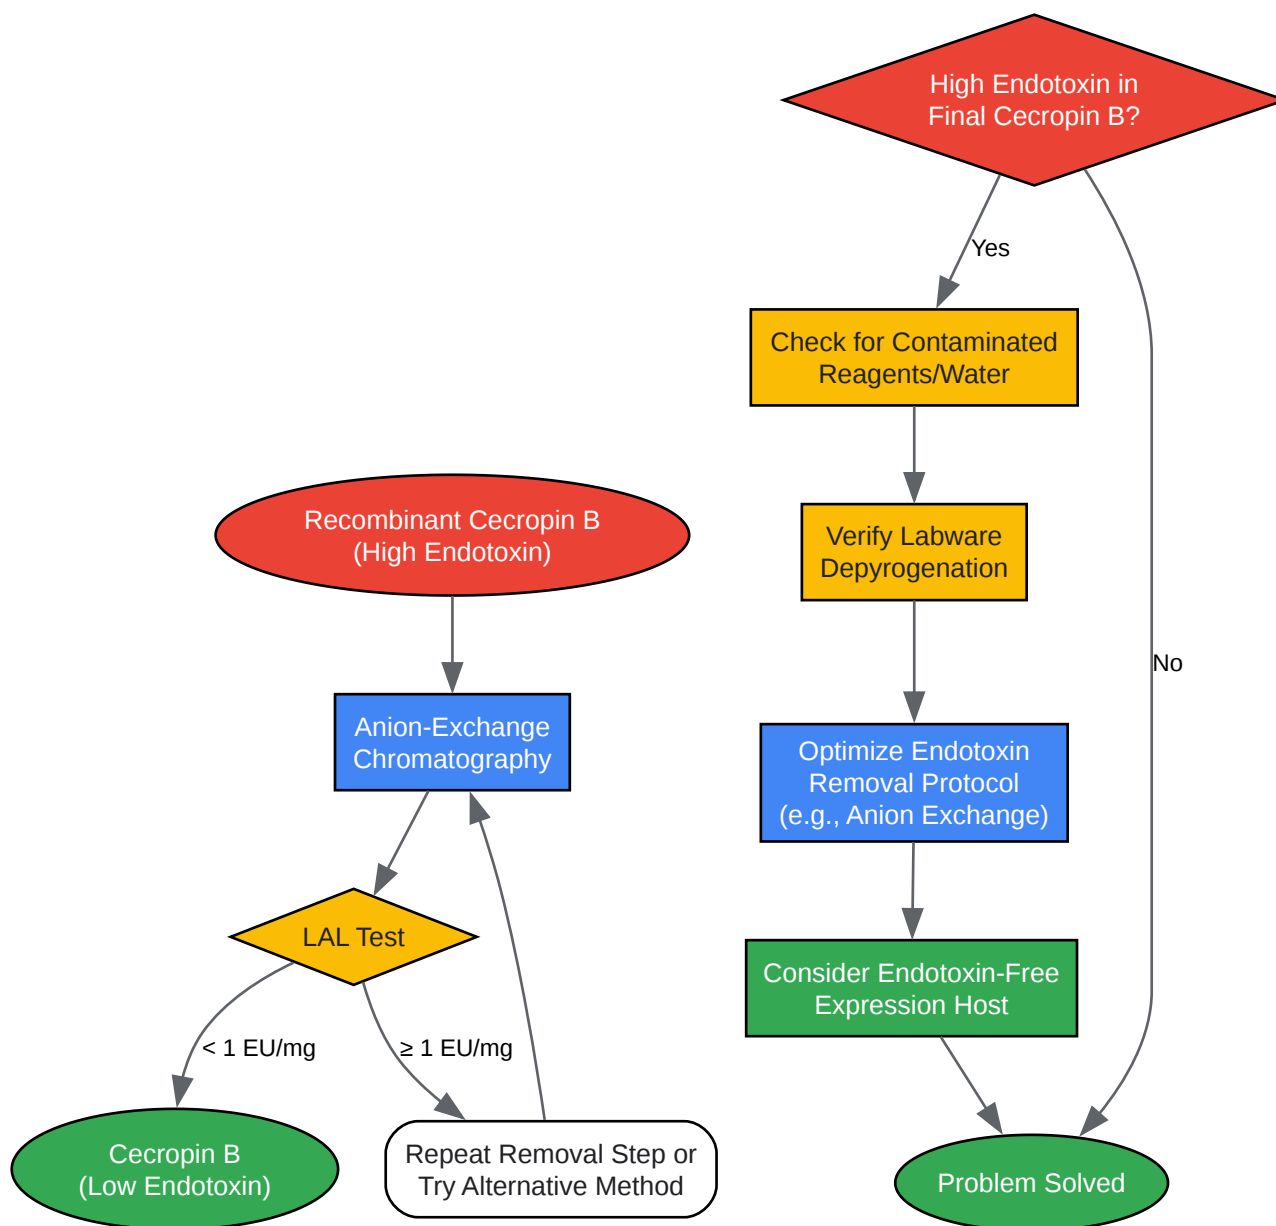 High Endotoxin in
Final Cecropin B?
Yes
Check for Contaminated
Reagents/Water
Verify Labware
Depyrogenation
No
Optimize Endotoxin
Removal Protocol
(e.g., Anion Exchange)
Consider Endotoxin-Free
Expression Host
Problem Solved
Recombinant Cecropin B
(High Endotoxin)
Anion-Exchange
Chromatography
LAL Test
< 1 EU/mg
≥ 1 EU/mg
Cecropin B
(Low Endotoxin)
Repeat Removal Step or
Try Alternative Method